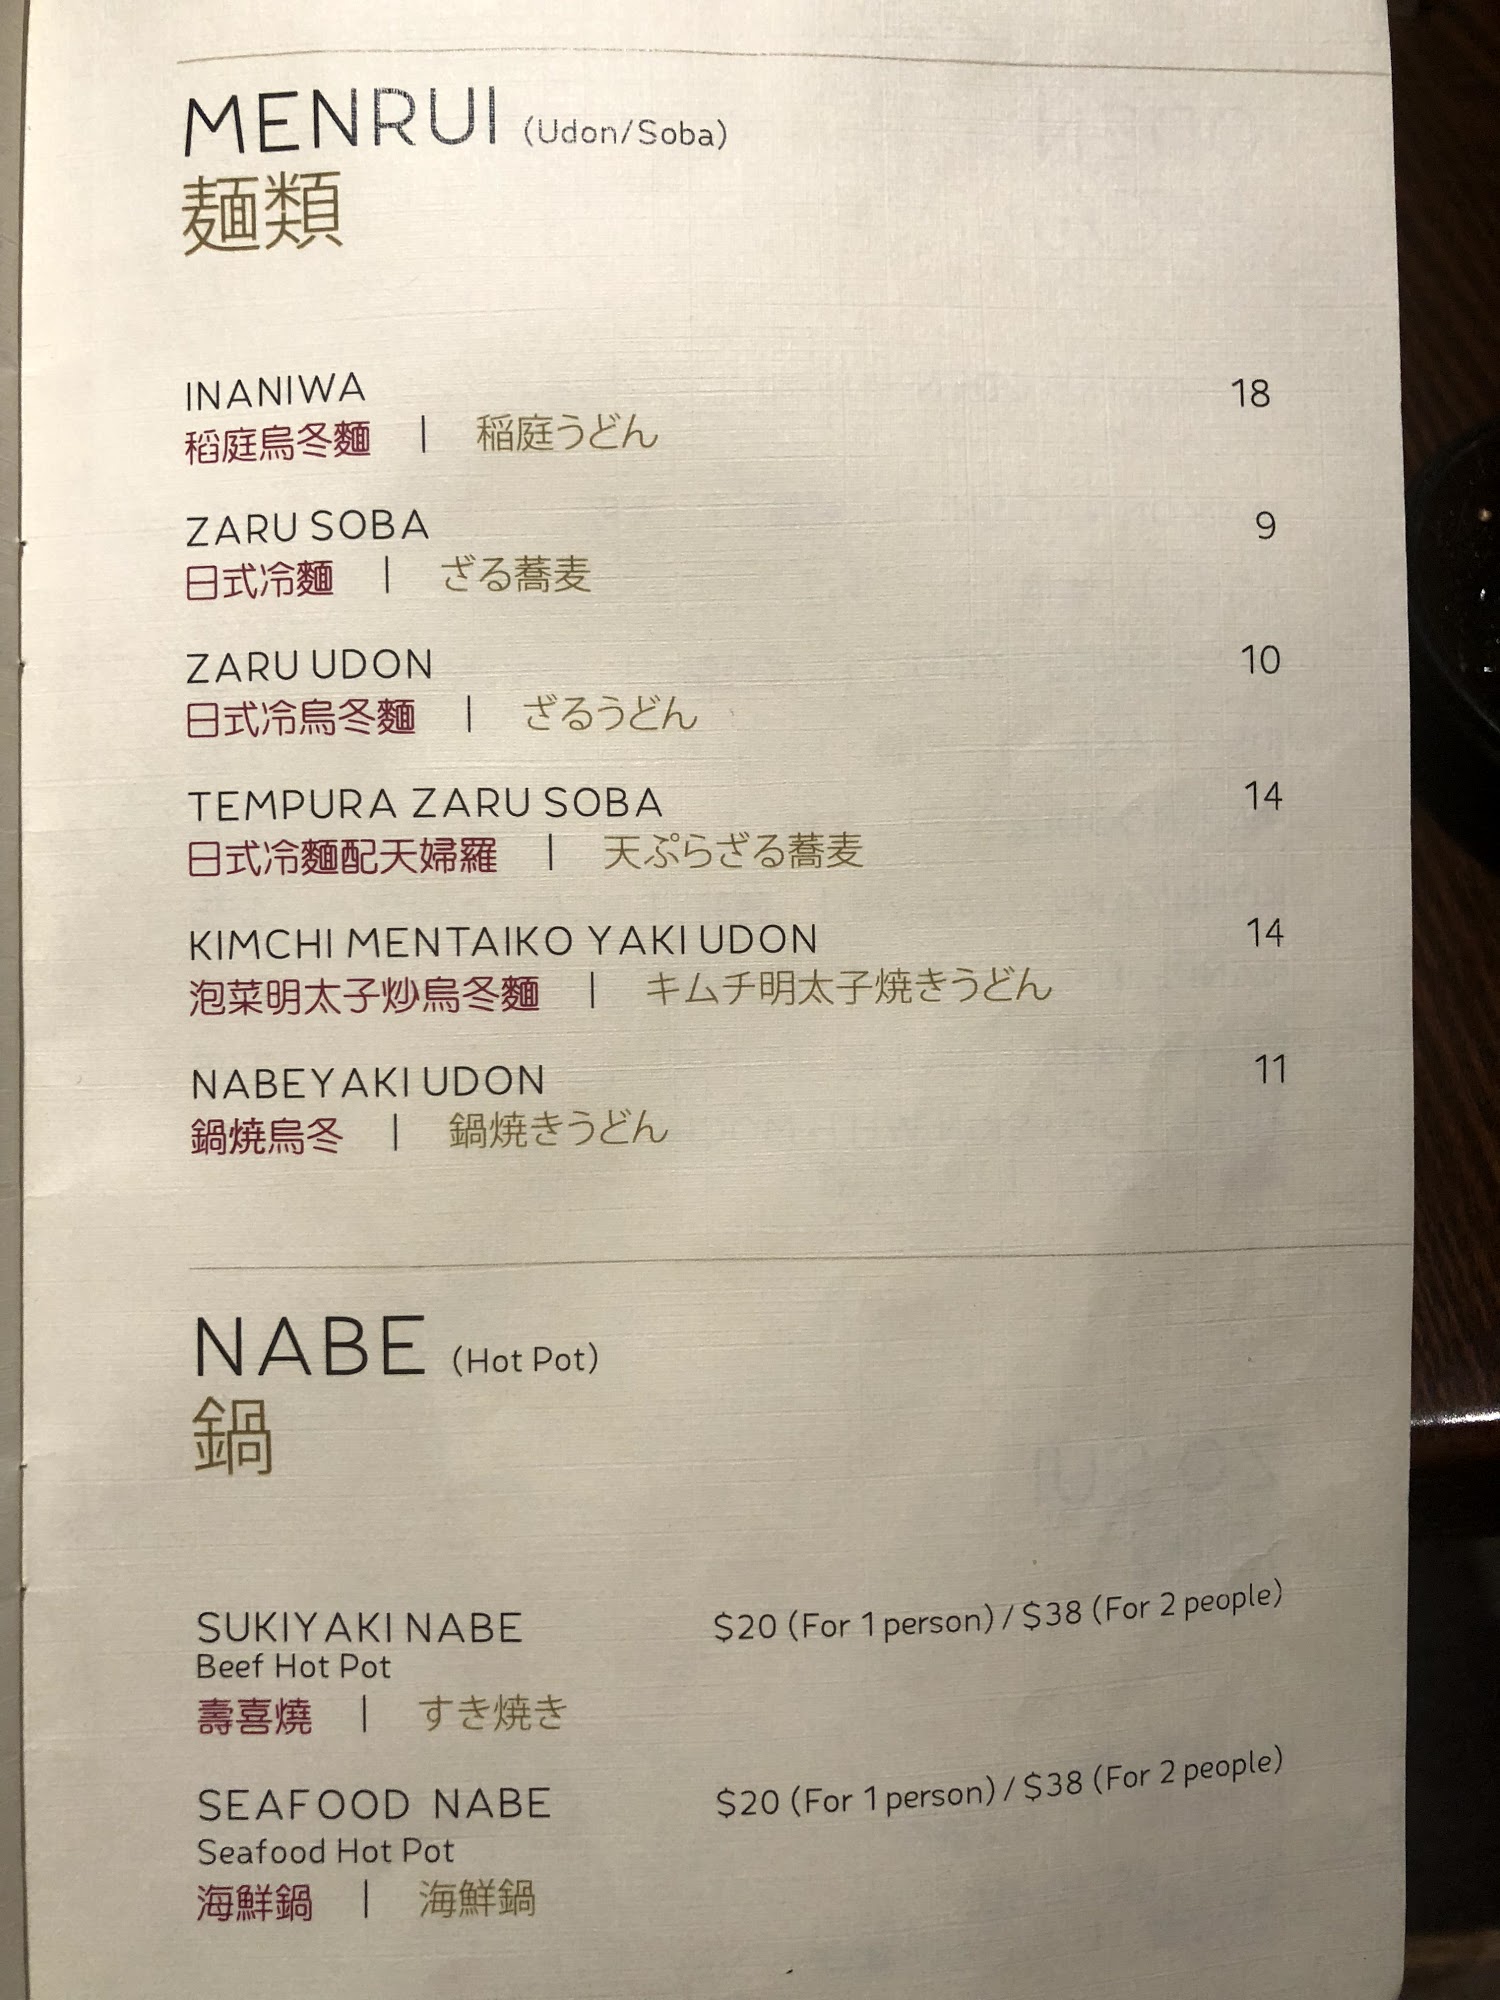 MENRUI (Udon/Soba)
麺類
INANIWA 18
稻庭烏冬麵 | 稲庭うどん
ZARU SOBA 9
日式冷麵 | ざる蕎麦
ZARU UDON 10
日式冷烏冬麵 | ざるうどん
TEMPURA ZARU SOBA 14
日式冷麵配天婦羅 | 天ぷらざる蕎麦
KIMCHI MENTAIKO YAKI UDON 14
泡菜明太子炒烏冬麵 | キムチ明太子焼きうどん
NABEYAKI UDON 11
鍋焼烏冬 | 鍋焼きうどん
NABE (Hot Pot)
鍋
SUKIYAKI NABE $20 (For 1 person) / $38 (For 2 people)
Beef Hot Pot
壽喜燒 | すき焼き
SEAFOOD NABE $20 (For 1 person) / $38 (For 2 people)
Seafood Hot Pot
海鮮鍋 | 海鮮鍋